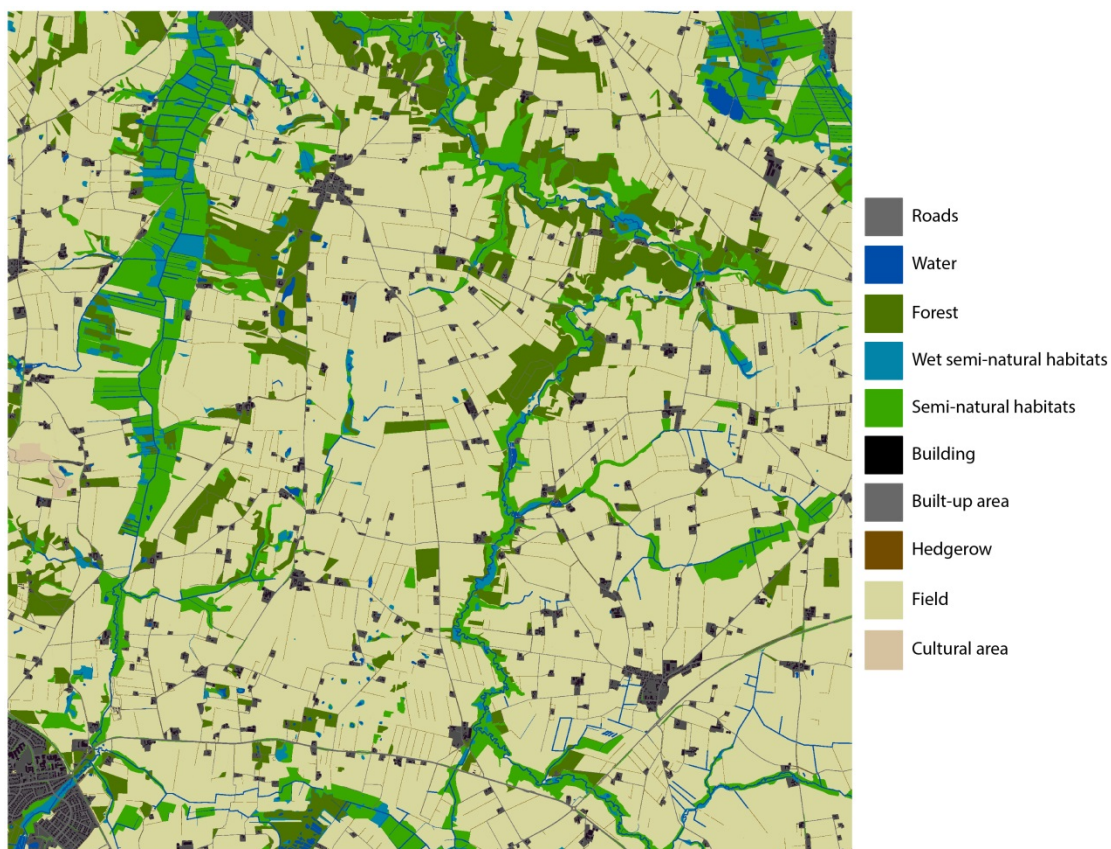 Roads
Water
Forest
Wet semi-natural habitats
Semi-natural habitats
Building
Built-up area
Hedgerow
Field
Cultural area